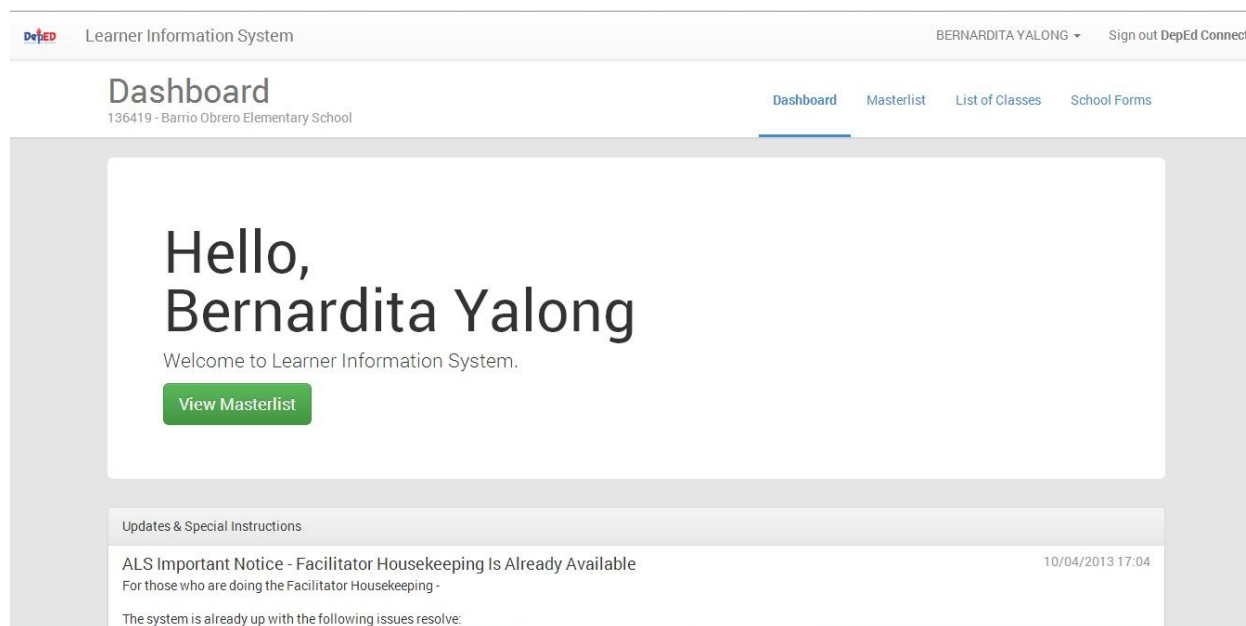 DepED
Learner Information System
BERNARDITA YALONG
Sign out DepEd Connect
Dashboard
136419 - Barrio Obrero Elementary School
Dashboard
Masterlist
List of Classes
School Forms
Hello,
Bernardita Yalong
Welcome to Learner Information System.
View Masterlist
Updates & Special Instructions
ALS Important Notice - Facilitator Housekeeping Is Already Available
10/04/2013 17:04
For those who are doing the Facilitator Housekeeping -
The system is already up with the following issues resolve: